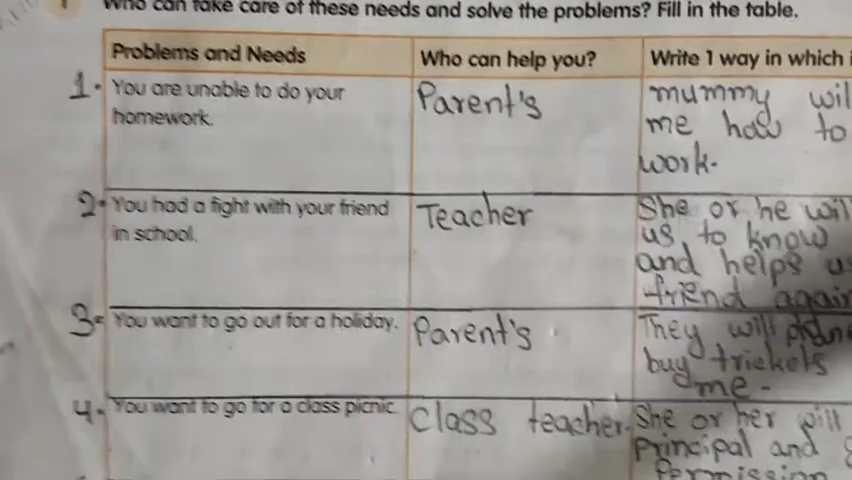 Who can take care of these needs and solve the problems? Fill in the table.
Problems and Needs
Who can help you?
Write 1 way in which
1. You are unable to do your
homework.
Parent's
mummy wil
me how to
work.
2. You had a fight with your friend
in school.
Teacher
She or he will
us to know
and helps us
friend again
3. You want to go out for a holiday.
Parent's
They will
buy trickels
me.
4. You want to go for a class picnic.
Class teacher.
She or her will
Principal and
Permission